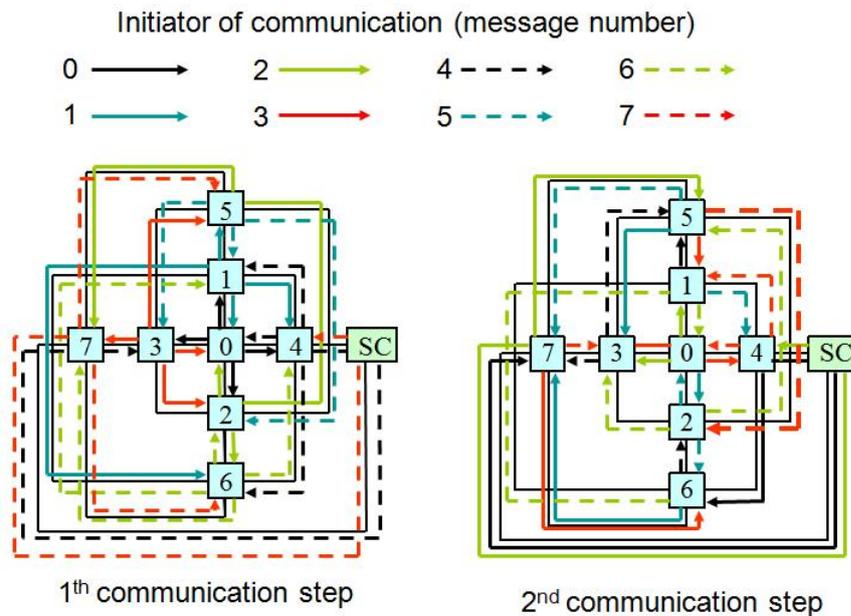 Initiator of communication (message number)
0 2 4 6
1 3 5 7
5 5
1 1
7 3 0 4 SC 7 3 0 4 SC
2 2
6 6
1th communication step
2nd communication step